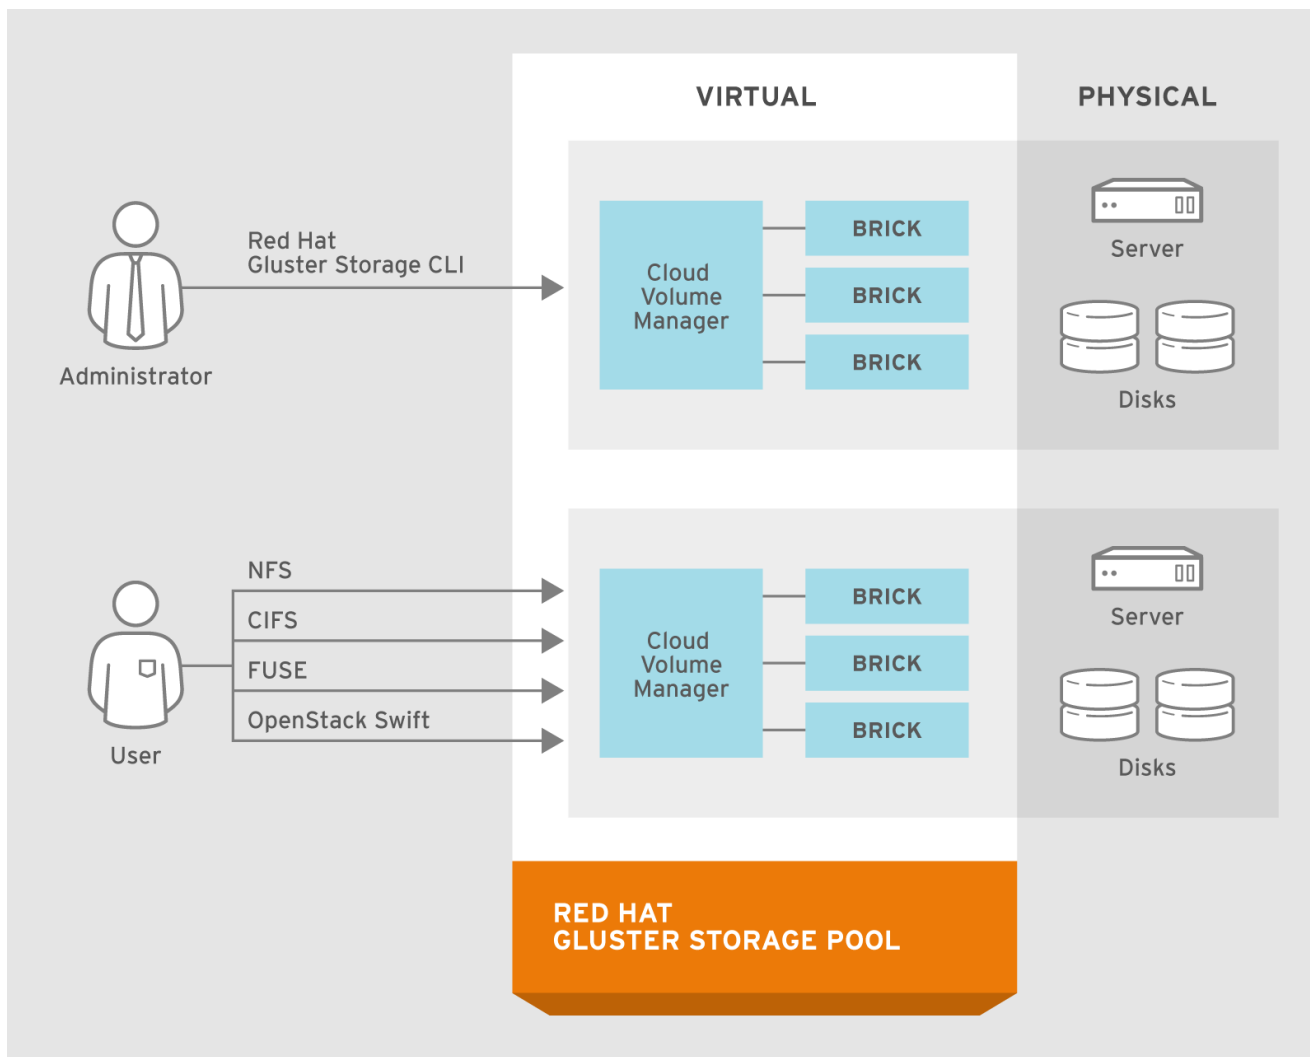 VIRTUAL
PHYSICAL
Red Hat
Gluster Storage CLI
Administrator
Cloud
Volume
Manager
BRICK
BRICK
BRICK
Server
Disks
NFS
CIFS
FUSE
OpenStack Swift
User
Cloud
Volume
Manager
BRICK
BRICK
BRICK
Server
Disks
RED HAT
GLUSTER STORAGE POOL